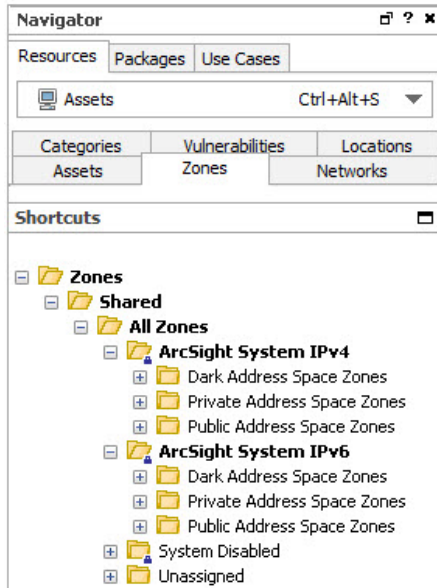 Navigator ?
Resources Packages Use Cases
Assets Ctrl+Alt+S
Categories Vulnerabilities Locations
Assets Zones Networks
Shortcuts
Zones
Shared
All Zones
ArcSight System IPv4
Dark Address Space Zones
Private Address Space Zones
Public Address Space Zones
ArcSight System IPv6
Dark Address Space Zones
Private Address Space Zones
Public Address Space Zones
System Disabled
Unassigned